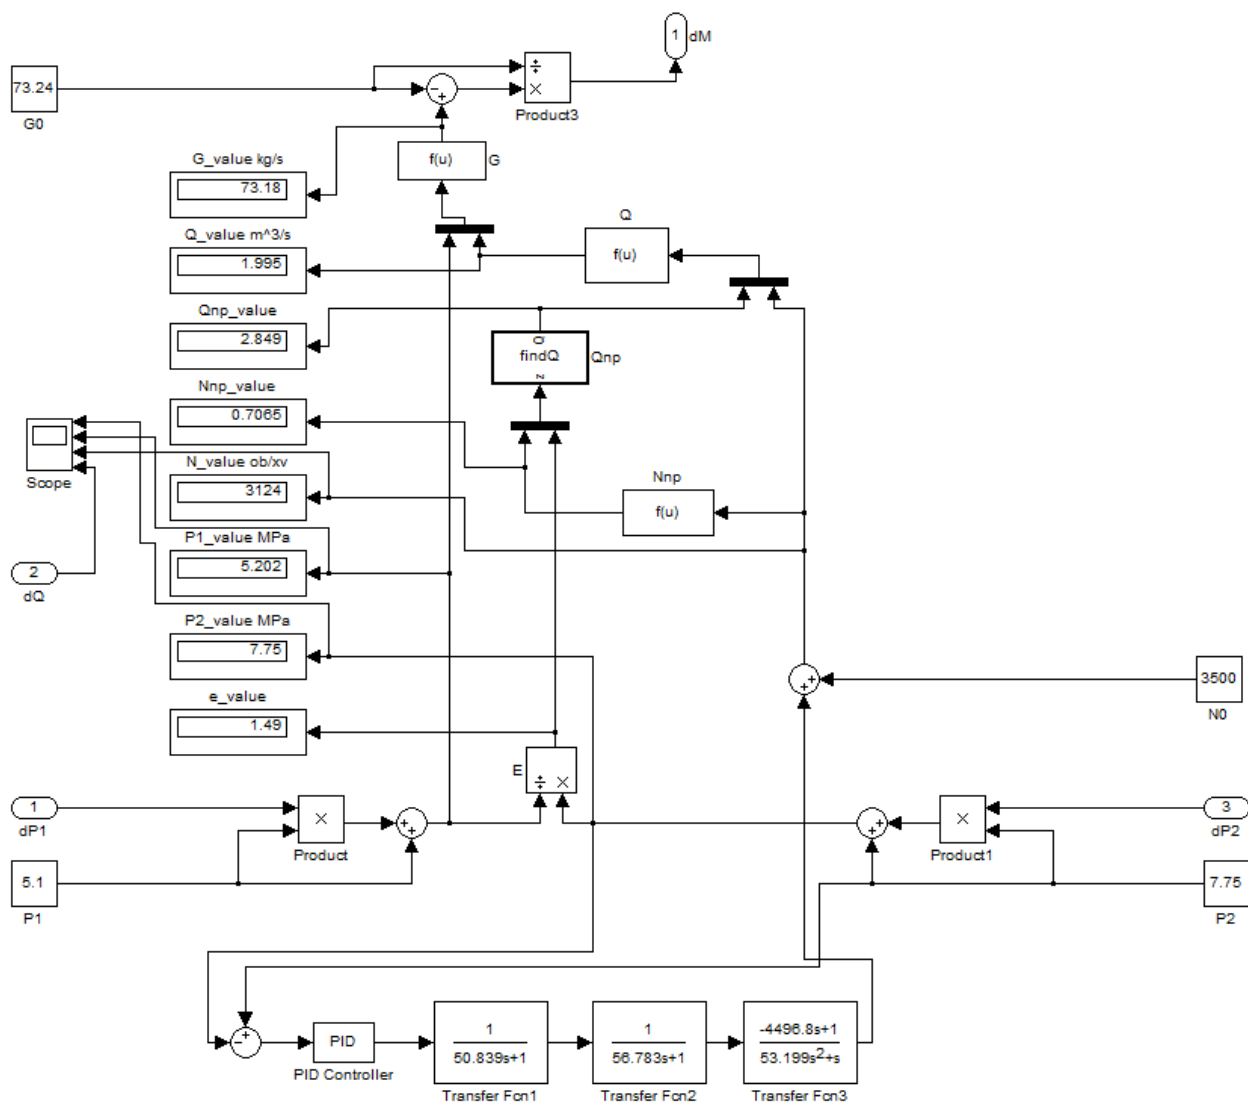 1
dM
73.24
G0
÷
×
Product3
−
+
G_value kg/s
73.18
f(u)
G
Q_value m^3/s
1.995
Q
f(u)
Qnp_value
2.849
Q
findQ
z
Qnp
Nnp_value
0.7065
Scope
N_value ob/xv
3124
Nnp
f(u)
P1_value MPa
5.202
2
dQ
P2_value MPa
7.75
+
+
3500
N0
e_value
1.49
E
÷ ×
1
dP1
×
Product
+
+
+
+
×
Product1
3
dP2
5.1
P1
7.75
P2
+
−
PID
PID Controller
1
50.839s+1
Transfer Fcn1
1
56.783s+1
Transfer Fcn2
-4496.8s+1
53.199s²+s
Transfer Fcn3